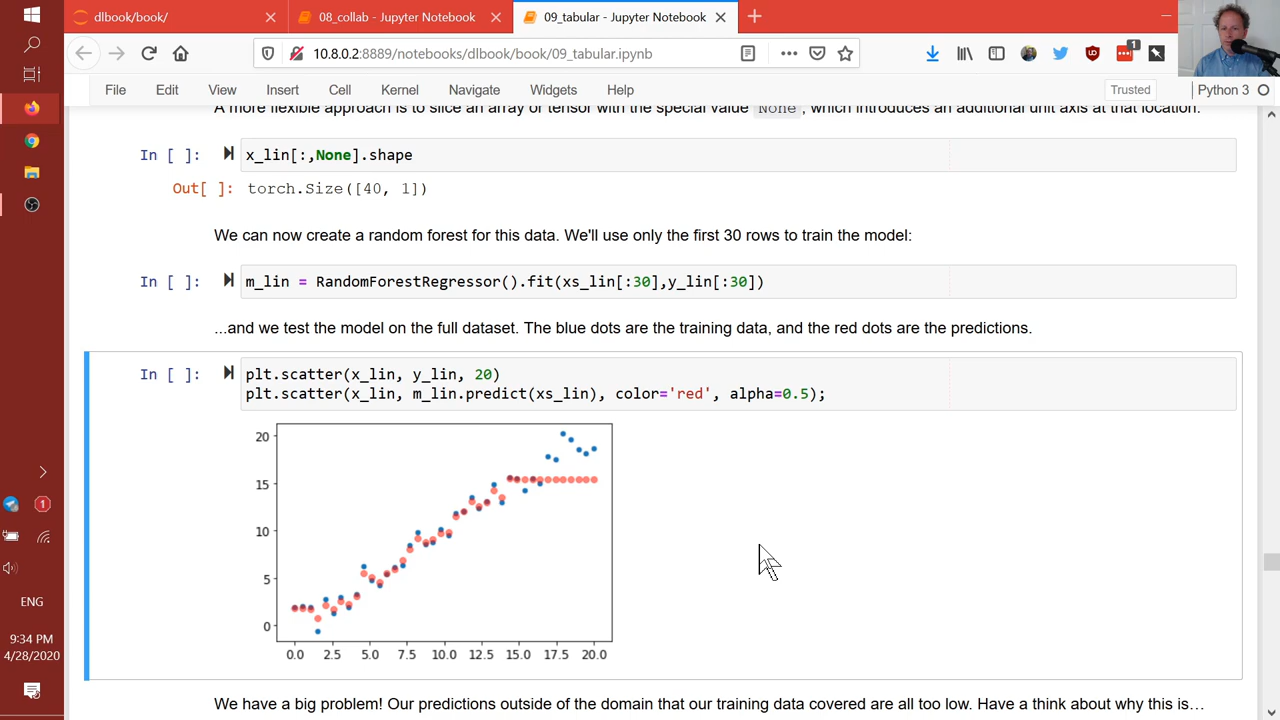 dlbook/book/
08_collab - Jupyter Notebook
09_tabular - Jupyter Notebook
10.8.0.2:8889/notebooks/dlbook/book/09_tabular.ipynb
1
File Edit View Insert Cell Kernel Navigate Widgets Help
Trusted
Python 3
A more flexible approach is to slice an array or tensor with the special value None, which introduces an additional unit axis at that location.
In [ ]: x_lin[:,None].shape
Out[ ]: torch.Size([40, 1])
We can now create a random forest for this data. We'll use only the first 30 rows to train the model:
In [ ]: m_lin = RandomForestRegressor().fit(xs_lin[:30],y_lin[:30])
...and we test the model on the full dataset. The blue dots are the training data, and the red dots are the predictions.
In [ ]: plt.scatter(x_lin, y_lin, 20)
plt.scatter(x_lin, m_lin.predict(xs_lin), color='red', alpha=0.5);
20
15
10
5
0
0.0 2.5 5.0 7.5 10.0 12.5 15.0 17.5 20.0
We have a big problem! Our predictions outside of the domain that our training data covered are all too low. Have a think about why this is…
1
ENG
9:34 PM
4/28/2020